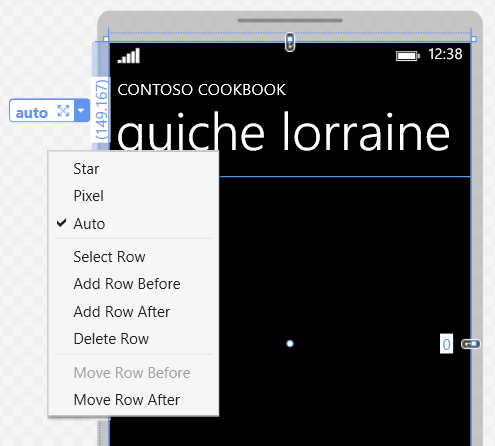 12:38
CONTOSO COOKBOOK
auto
(149.167)
quiche lorraine
Star
Pixel
Auto
Select Row
Add Row Before
Add Row After
Delete Row
0
Move Row Before
Move Row After